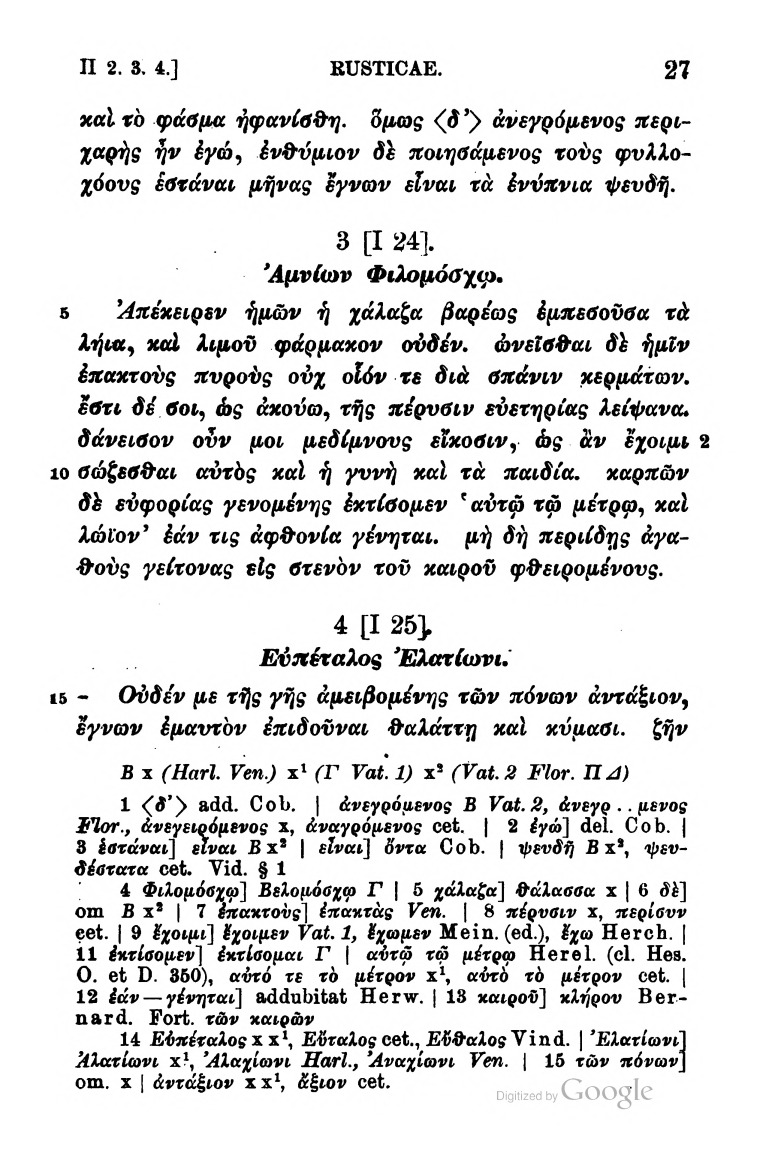 Π 2. 3. 4.] RUSTICAE. 27
καὶ τὸ φάσμα ἠφανίσθη. ὅμως ⟨δ’⟩ ἀνεγρόμενος περι-
χαρὴς ἦν ἐγώ, ἐνθύμιον δὲ ποιησάμενος τοὺς φυλλο-
χόους ἑστάναι μῆνας ἔγνων εἶναι τὰ ἐνύπνια ψευδῆ.
3 [I 24].
Ἀμνίων Φιλομόσχῳ.
5 Ἀπέκειρεν ἡμῶν ἡ χάλαζα βαρέως ἐμπεσοῦσα τὰ
λήια, καὶ λιμοῦ φάρμακον οὐδέν. ὠνεῖσθαι δὲ ἡμῖν
ἐπακτοὺς πυροὺς οὐχ οἷόν τε διὰ σπάνιν κερμάτων.
ἔστι δέ σοι, ὡς ἀκούω, τῆς πέρυσιν εὐετηρίας λείψανα.
δάνεισον οὖν μοι μεδίμνους εἴκοσιν, ὡς ἂν ἔχοιμι 2
10 σώζεσθαι αὐτὸς καὶ ἡ γυνὴ καὶ τὰ παιδία. καρπῶν
δὲ εὐφορίας γενομένης ἐκτίσομεν ‘αὐτῷ τῷ μέτρῳ, καὶ
λώϊον’ ἐάν τις ἀφθονία γένηται. μὴ δὴ περιίδῃς ἀγα-
θοὺς γείτονας εἰς στενὸν τοῦ καιροῦ φθειρομένους.
4 [I 25].
Εὐπέταλος Ἐλατίωνι.
15 – Οὐδέν με τῆς γῆς ἀμειβομένης τῶν πόνων ἀντάξιον,
ἔγνων ἐμαυτὸν ἐπιδοῦναι θαλάττῃ καὶ κύμασι. ζῆν
B x (Harl. Ven.) x¹ (Γ Vat. 1) x² (Vat. 2 Flor. Π Δ)
1 ⟨δ’⟩ add. Cob. | ἀνεγρόμενος B Vat. 2, ἀνεγρ . . μενος
Flor., ἀνεγειρόμενος x, ἀναγρόμενος cet. | 2 ἐγώ] del. Cob. |
3 ἑστάναι] εἶναι B x² | εἶναι] ὄντα Cob. | ψευδῆ B x², ψευ-
δέστατα cet. Vid. § 1
4 Φιλομόσχῳ] Βελομόσχῳ Γ | 5 χάλαζα] θάλασσα x | 6 δὲ]
om B x² | 7 ἐπακτοὺς] ἐπακτὰς Ven. | 8 πέρυσιν x, περίσυν
cet. | 9 ἔχοιμι] ἔχοιμεν Vat. 1, ἔχωμεν Mein. (ed.), ἔχω Herch. |
11 ἐκτίσομεν] ἐκτίσομαι Γ | αὐτῷ τῷ μέτρῳ Herel. (cl. Hes.
O. et D. 350), αὐτό τε τὸ μέτρον x¹, αὐτὸ τὸ μέτρον cet. |
12 ἐάν—γένηται] addubitat Herw. | 13 καιροῦ] κλήρου Ber-
nard. Fort. τῶν καιρῶν
14 Εὐπέταλος x x¹, Εὔταλος cet., Εὔθαλος Vind. | Ἐλατίωνι]
Ἀλατίωνι x¹, Ἀλαχίωνι Harl., Ἀναχίωνι Ven. | 15 τῶν πόνων]
om. x | ἀντάξιον x x¹, ἄξιον cet.
Digitized by Google